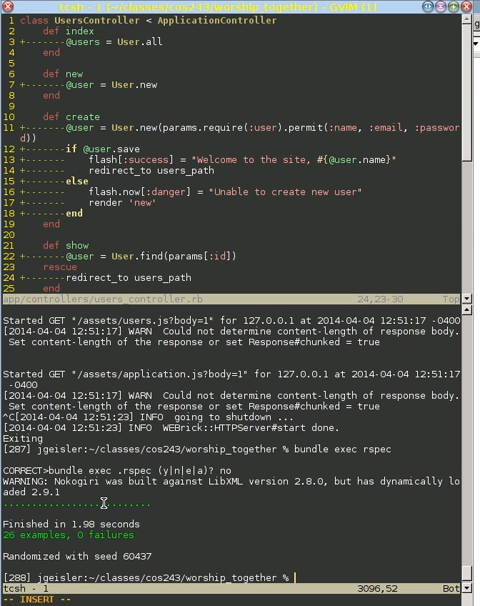 tcsh - 1 (~/classes/cos243/worship_together) - GVIM (1)
1 class UsersController < ApplicationController
2     def index
3 +-------@users = User.all
4     end
5
6     def new
7 +-------@user = User.new
8     end
9
10     def create
11 +-------@user = User.new(params.require(:user).permit(:name, :email, :passwor
d))
12 +-------if @user.save
13 +-------    flash[:success] = "Welcome to the site, #{@user.name}"
14 +-------    redirect_to users_path
15 +-------else
16 +-------    flash.now[:danger] = "Unable to create new user"
17 +-------    render 'new'
18 +-------end
19     end
20
21     def show
22 +-------@user = User.find(params[:id])
23     rescue
24 +-------redirect_to users_path
25     end
app/controllers/users_controller.rb 24,23-30 Top
Started GET "/assets/users.js?body=1" for 127.0.0.1 at 2014-04-04 12:51:17 -0400
[2014-04-04 12:51:17] WARN  Could not determine content-length of response body.
 Set content-length of the response or set Response#chunked = true
Started GET "/assets/application.js?body=1" for 127.0.0.1 at 2014-04-04 12:51:17
 -0400
[2014-04-04 12:51:17] WARN  Could not determine content-length of response body.
 Set content-length of the response or set Response#chunked = true
^C[2014-04-04 12:51:23] INFO  going to shutdown ...
[2014-04-04 12:51:23] INFO  WEBrick::HTTPServer#start done.
Exiting
[287] jgeisler:~/classes/cos243/worship_together % bundle exec rspec
CORRECT>bundle exec .rspec (y|n|e|a)? no
WARNING: Nokogiri was built against LibXML version 2.8.0, but has dynamically lo
aded 2.9.1
..........................
Finished in 1.98 seconds
26 examples, 0 failures
Randomized with seed 60437
[288] jgeisler:~/classes/cos243/worship_together %
tcsh - 1 3096,52 Bot
-- INSERT --